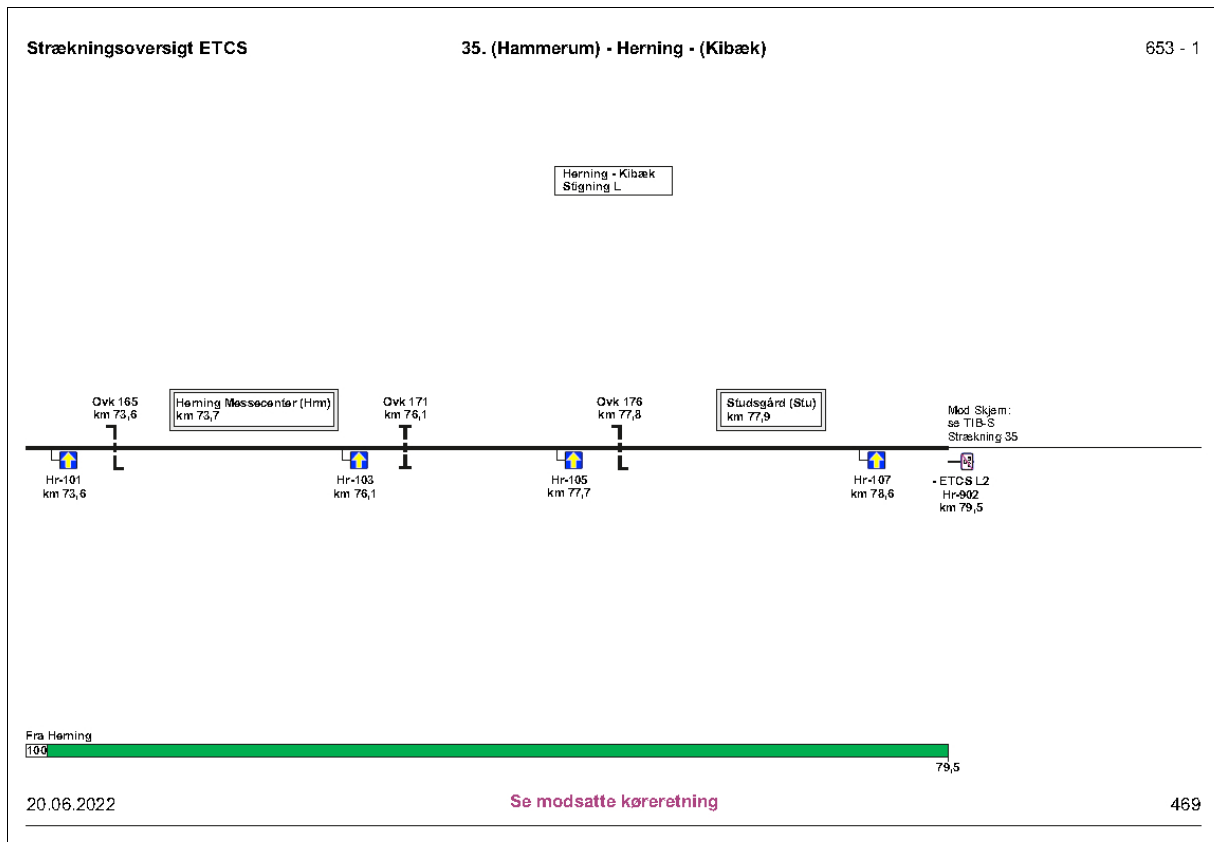 Strækningsoversigt ETCS
35. (Hammerum) - Herning - (Kibæk)
653 - 1
Herning - Kibæk
Stigning L
Ovk 165
km 73,6
Herning Messecenter (Hrm)
km 73,7
Ovk 171
km 76,1
Ovk 176
km 77,8
Studsgård (Stu)
km 77,9
Mod Skjern:
se TIB-S
Strækning 35
Hr-101
km 73,6
Hr-103
km 76,1
Hr-105
km 77,7
Hr-107
km 78,6
- ETCS L2
Hr-902
km 79,5
Fra Herning
100
79,5
20.06.2022
Se modsatte køreretning
469